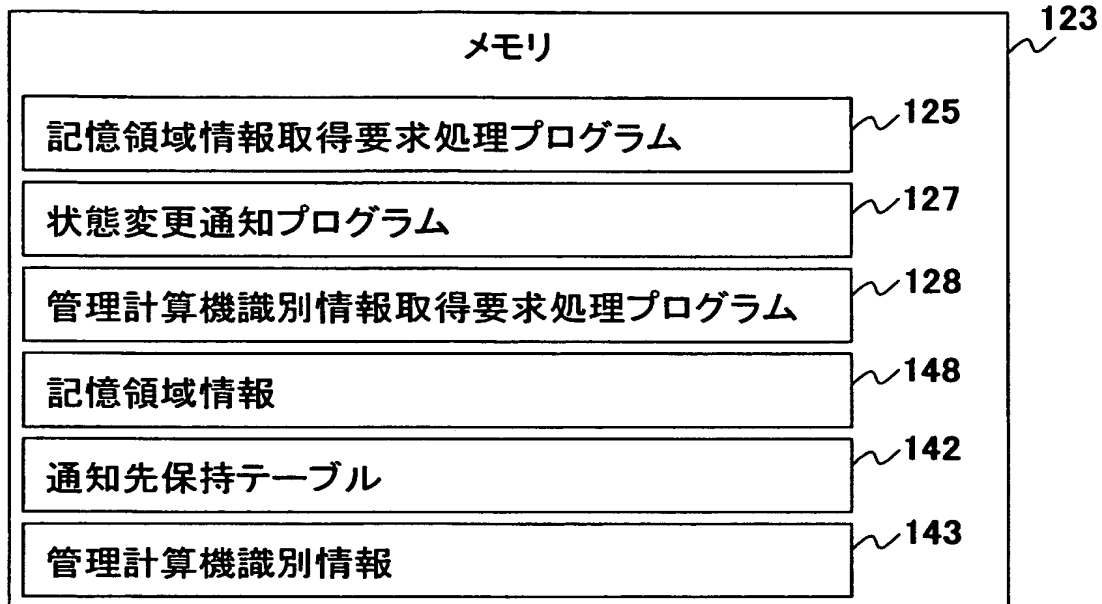 メモリ
123
記憶領域情報取得要求処理プログラム
125
状態変更通知プログラム
127
管理計算機識別情報取得要求処理プログラム
128
記憶領域情報
148
通知先保持テーブル
142
管理計算機識別情報
143